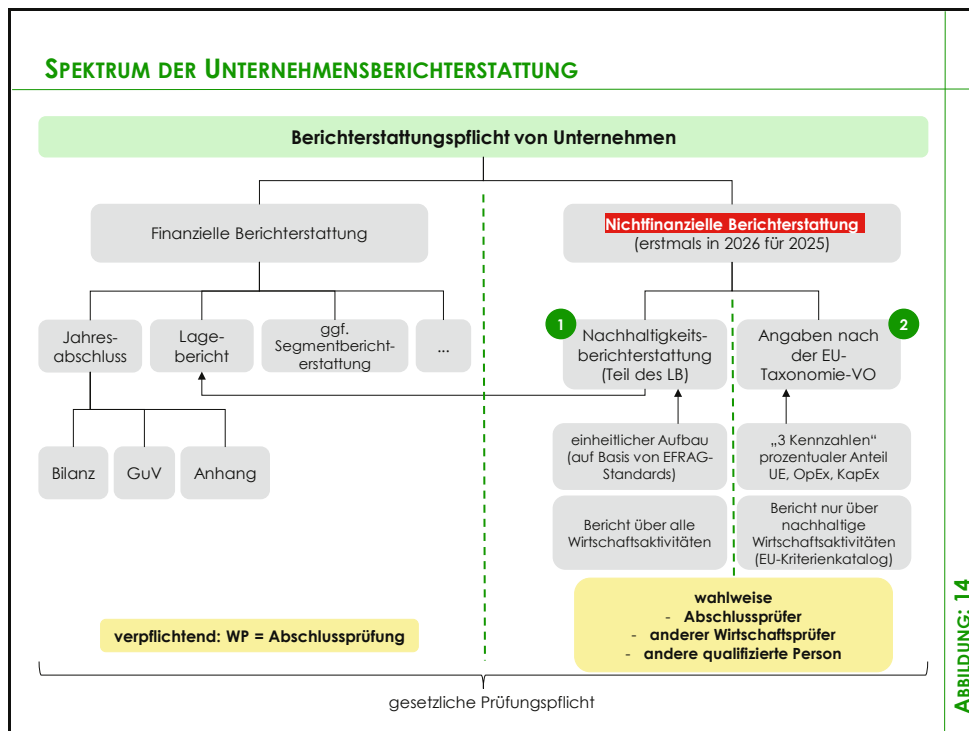 SPEKTRUM DER UNTERNEHMENSBERICHTERSTATTUNG
Berichterstattungspflicht von Unternehmen
Finanzielle Berichterstattung
Nichtfinanzielle Berichterstattung
(erstmals in 2026 für 2025)
Jahres-
abschluss
Lage-
bericht
ggf.
Segmentbericht-
erstattung
...
1
Nachhaltigkeits-
berichterstattung
(Teil des LB)
2
Angaben nach
der EU-
Taxonomie-VO
Bilanz
GuV
Anhang
einheitlicher Aufbau
(auf Basis von EFRAG-
Standards)
„3 Kennzahlen“
prozentualer Anteil
UE, OpEx, KapEx
Bericht über alle
Wirtschaftsaktivitäten
Bericht nur über
nachhaltige
Wirtschaftsaktivitäten
(EU-Kriterienkatalog)
verpflichtend: WP = Abschlussprüfung
wahlweise
- Abschlussprüfer
- anderer Wirtschaftsprüfer
- andere qualifizierte Person
gesetzliche Prüfungspflicht
ABBILDUNG: 14